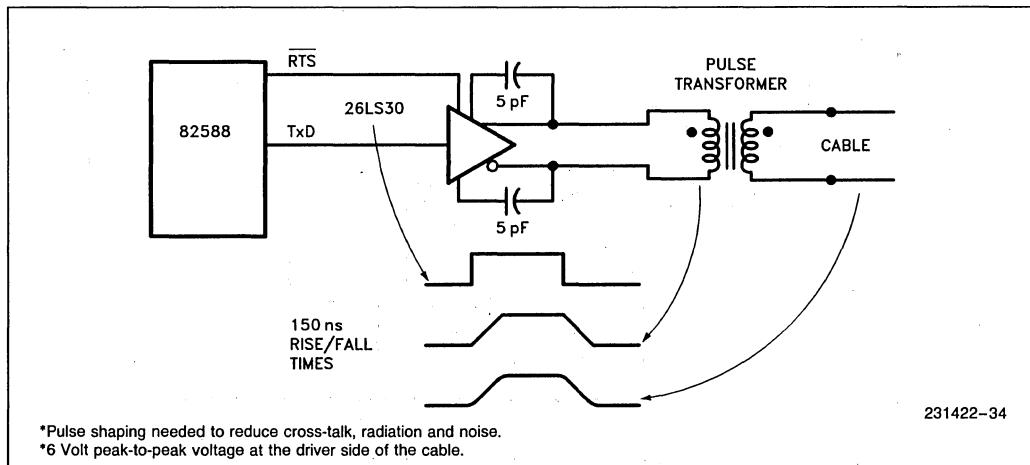 RTS
82588
TxD
26LS30
5 pF
5 pF
PULSE
TRANSFORMER
CABLE
150 ns
RISE/FALL
TIMES
231422-34
*Pulse shaping needed to reduce cross-talk, radiation and noise.
*6 Volt peak-to-peak voltage at the driver side of the cable.